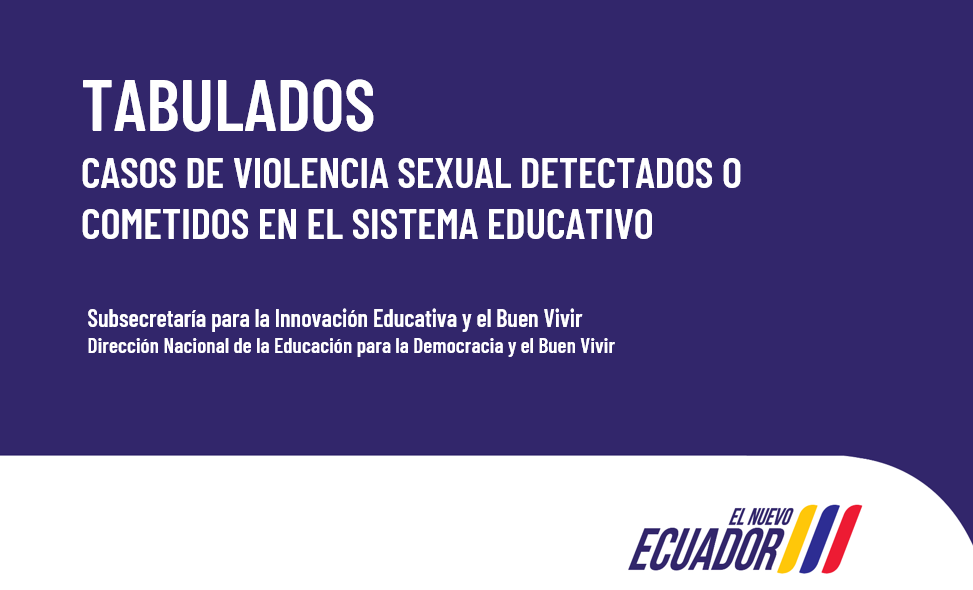 TABULADOS
CASOS DE VIOLENCIA SEXUAL DETECTADOS O
COMETIDOS EN EL SISTEMA EDUCATIVO
Subsecretaría para la Innovación Educativa y el Buen Vivir
Dirección Nacional de la Educación para la Democracia y el Buen Vivir
EL NUEVO
ECUADOR